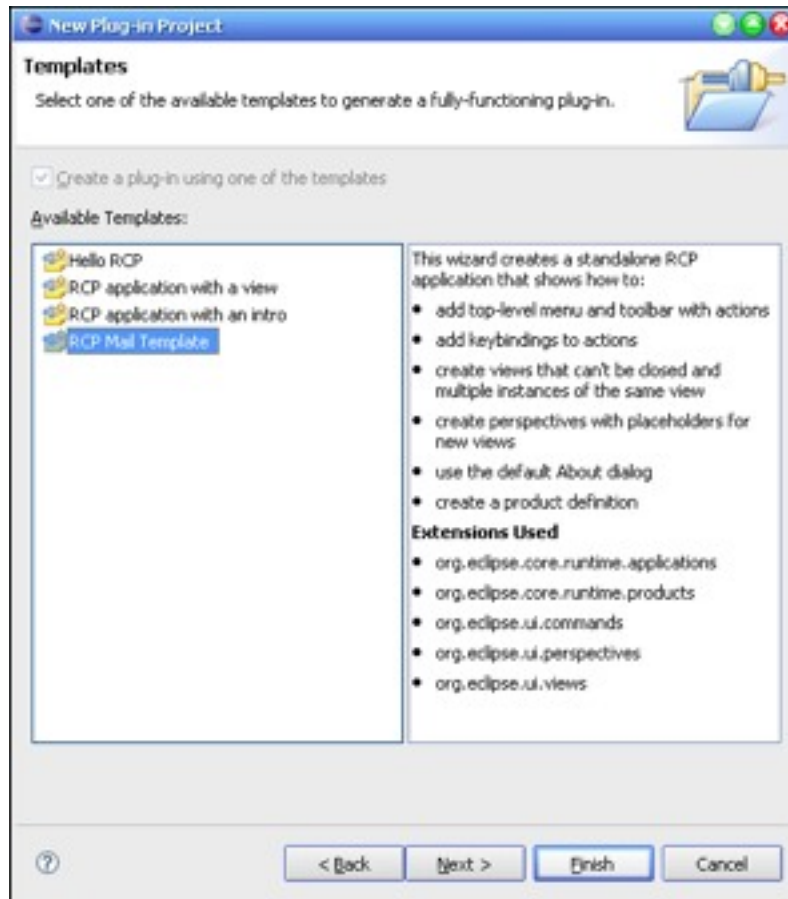 New Plug-in Project
Templates
Select one of the available templates to generate a fully-functioning plug-in.
Create a plug-in using one of the templates
Available Templates:
Hello RCP
RCP application with a view
RCP application with an intro
RCP Mail Template
This wizard creates a standalone RCP
application that shows how to:
• add top-level menu and toolbar with actions
• add keybindings to actions
• create views that can't be closed and
multiple instances of the same view
• create perspectives with placeholders for
new views
• use the default About dialog
• create a product definition
Extensions Used
• org.eclipse.core.runtime.applications
• org.eclipse.core.runtime.products
• org.eclipse.ui.commands
• org.eclipse.ui.perspectives
• org.eclipse.ui.views
?
< Back
Next >
Finish
Cancel